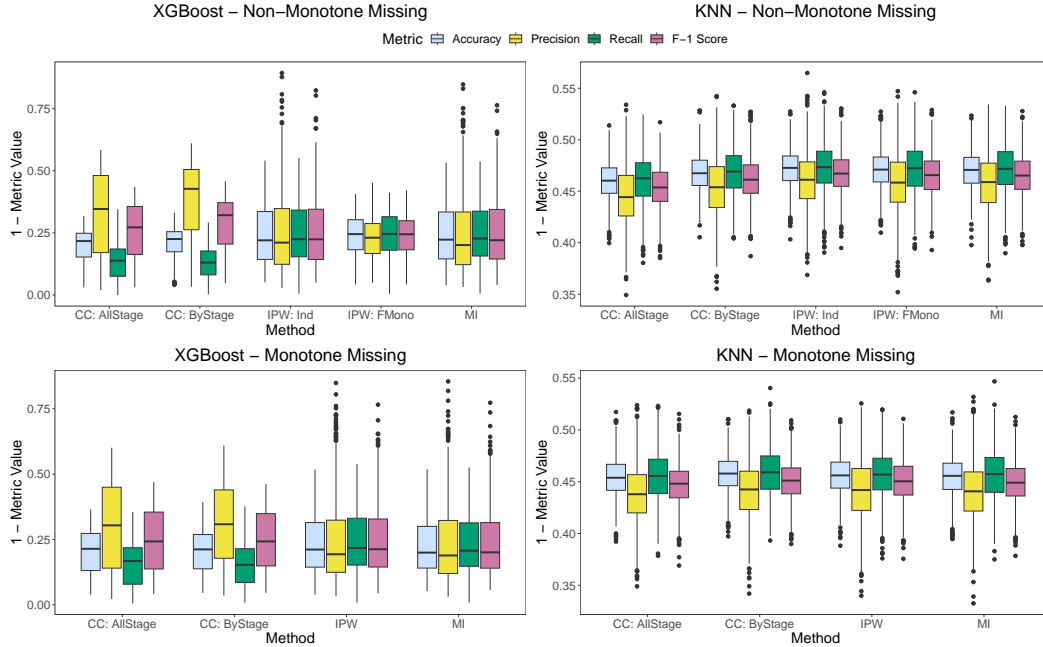 XGBoost − Non−Monotone Missing
KNN − Non−Monotone Missing
Metric Accuracy Precision Recall F−1 Score
1 − Metric Value
0.75
0.50
0.25
0.00
CC: AllStage CC: ByStage IPW: Ind IPW: FMono MI
Method
1 − Metric Value
0.55
0.50
0.45
0.40
0.35
CC: AllStage CC: ByStage IPW: Ind IPW: FMono MI
Method
XGBoost − Monotone Missing
KNN − Monotone Missing
1 − Metric Value
0.75
0.50
0.25
0.00
CC: AllStage CC: ByStage IPW MI
Method
1 − Metric Value
0.55
0.50
0.45
0.40
0.35
CC: AllStage CC: ByStage IPW MI
Method